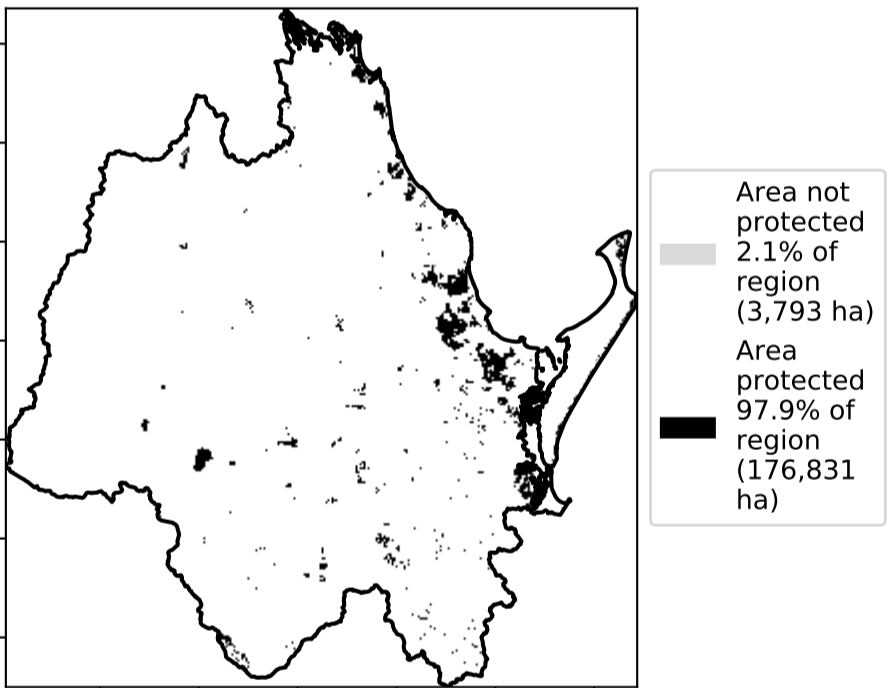 Area not
protected
2.1% of
region
(3,793 ha)
Area
protected
97.9% of
region
(176,831
ha)